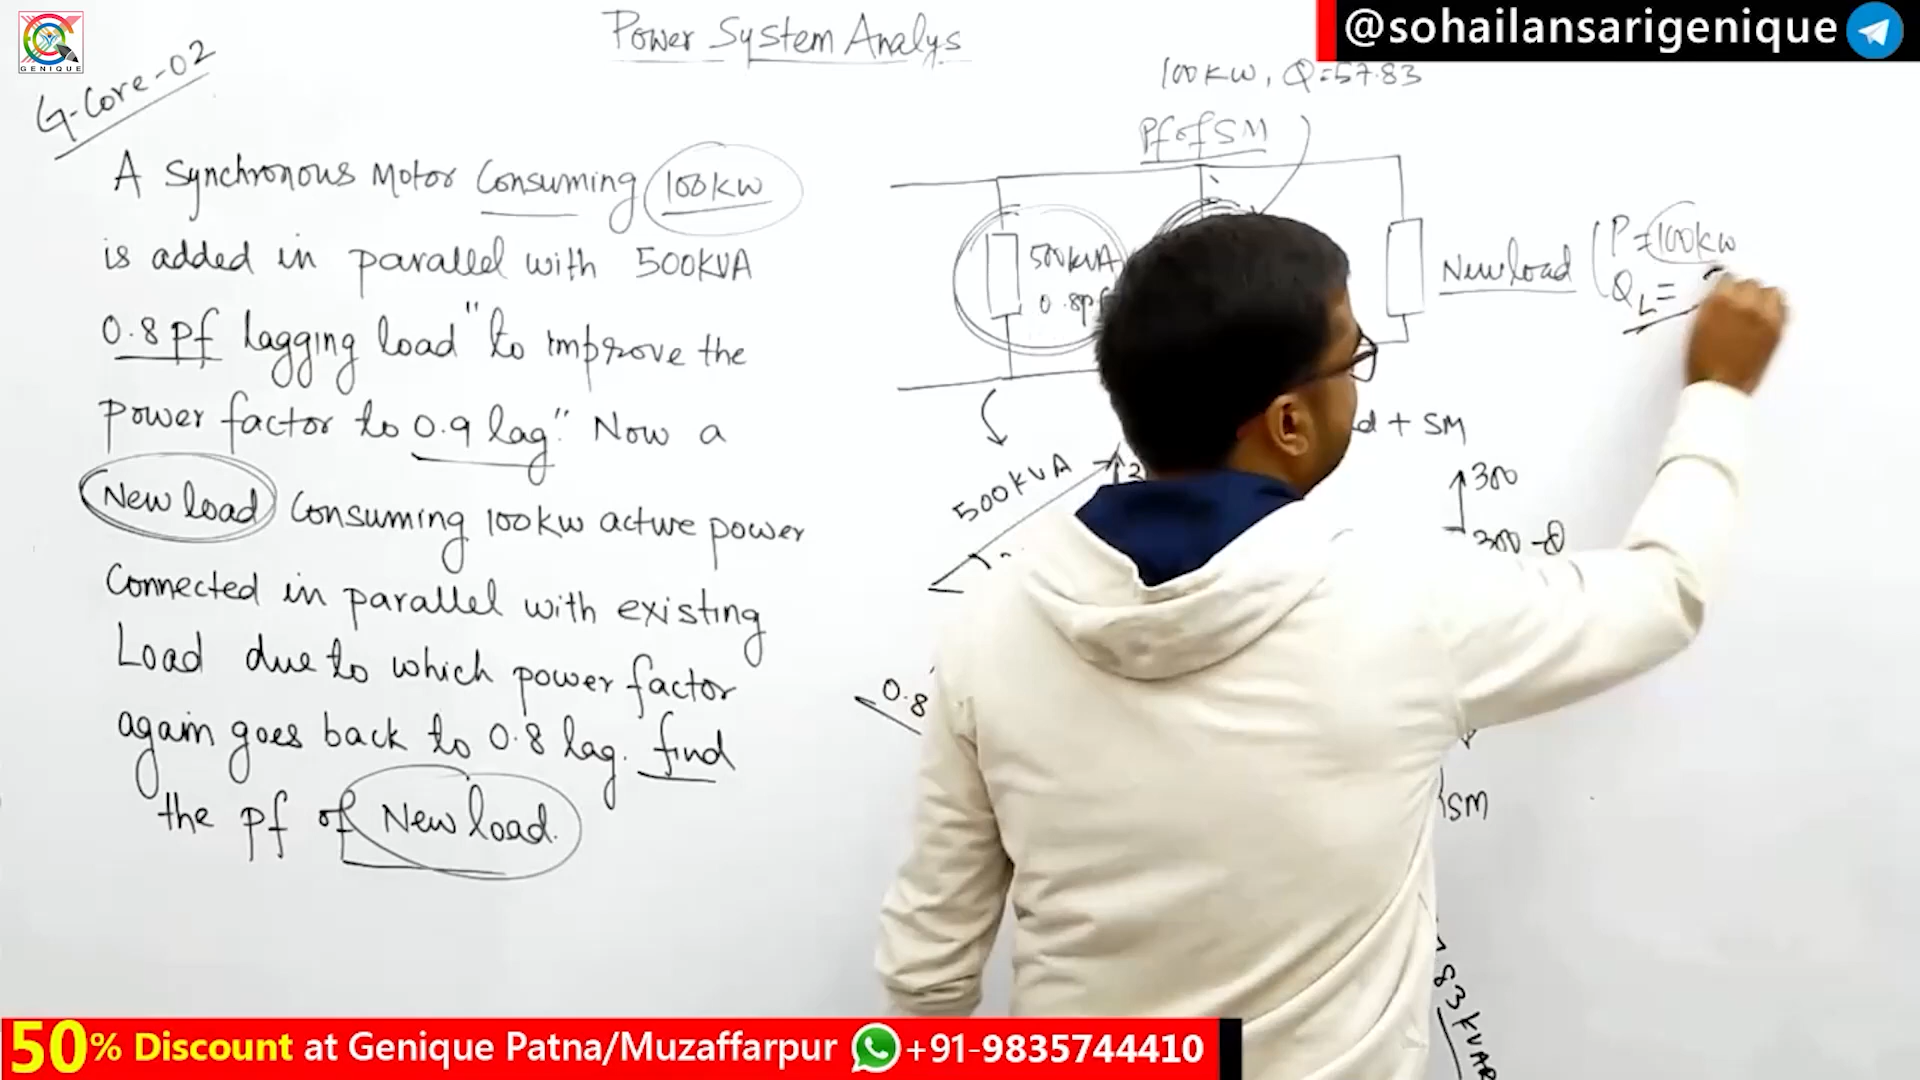 GENIQUE
Power System Analys
@sohailansarigenique
G-Core-02
100kW, Q=57.83
Pf of SM
A Synchronous Motor Consuming 100kW
is added in parallel with 500KVA
0.8 pf lagging load "to improve the
power factor to 0.9 lag". Now a
New load Consuming 100kW active power
Connected in parallel with existing
Load due to which power factor
again goes back to 0.8 lag. find
the pf of New load.
500KVA
0.8pf
New load
P=100kW
QL=
+ SM
500KVA
300
300-Q
0.8
SM
83KVAR
50% Discount at Genique Patna/Muzaffarpur +91-9835744410